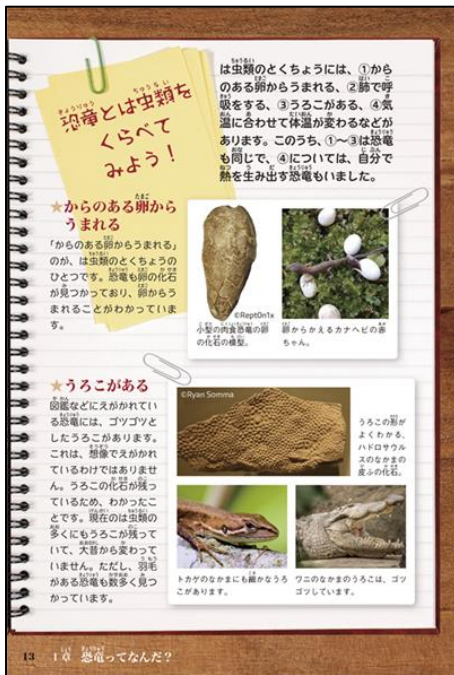 恐竜とは虫類を
くらべて
みよう！
は虫類のとくちょうには、①から
のある卵からうまれる、②肺で呼
吸をする、③うろこがある、④気
温に合わせて体温が変わるなどが
あります。このうち、①～③は恐竜
も同じで、④については、自分で
熱を生み出す恐竜もいました。
★からのある卵から
うまれる
「からのある卵からうまれる」
のが、は虫類のとくちょうの
ひとつです。恐竜も卵の化石
が見つかっており、卵からう
まれることがわかっていま
す。
©Rept0n1x
小型の肉食恐竜の卵
の化石の模型。
卵からかえるカナヘビの赤
ちゃん。
★うろこがある
図鑑などにえがかれてい
る恐竜には、ゴツゴツと
したうろこがあります。
これは、想像でえがかれ
ているわけではありませ
ん。うろこの化石が残っ
ているため、わかったこ
とです。現在のは虫類の
多くにもうろこが残って
いて、大昔から変わって
いません。ただし、羽毛
がある恐竜も数多く見つ
かっています。
©Ryan Somma
うろこの形が
よくわかる、
ハドロサウル
スのなかまの
皮ふの化石。
トカゲのなかまにも細かなうろ
こがあります。
ワニのなかまのうろこは、ゴツ
ゴツしています。
13 1章 恐竜ってなんだ？